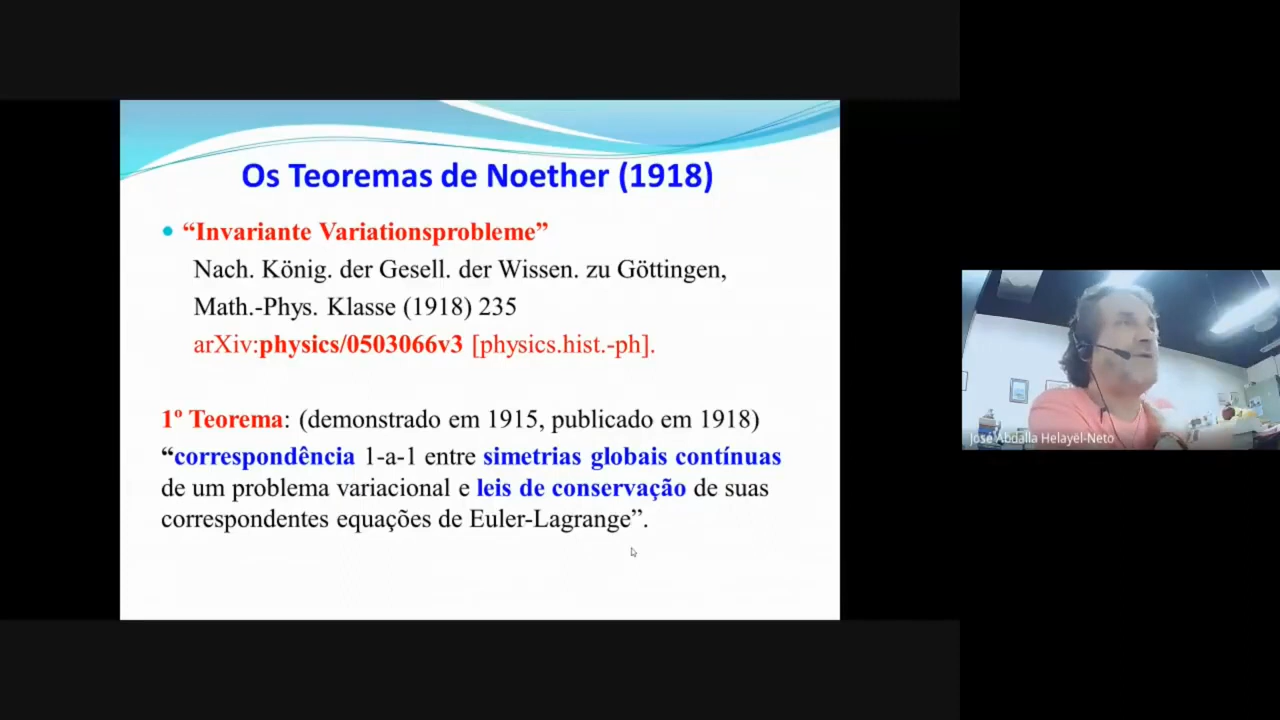 Os Teoremas de Noether (1918)
“Invariante Variationsprobleme”
Nach. König. der Gesell. der Wissen. zu Göttingen,
Math.-Phys. Klasse (1918) 235
arXiv:physics/0503066v3 [physics.hist.-ph].
1º Teorema: (demonstrado em 1915, publicado em 1918)
“correspondência 1-a-1 entre simetrias globais contínuas
de um problema variacional e leis de conservação de suas
correspondentes equações de Euler-Lagrange”.
José Abdalla Helayël-Neto